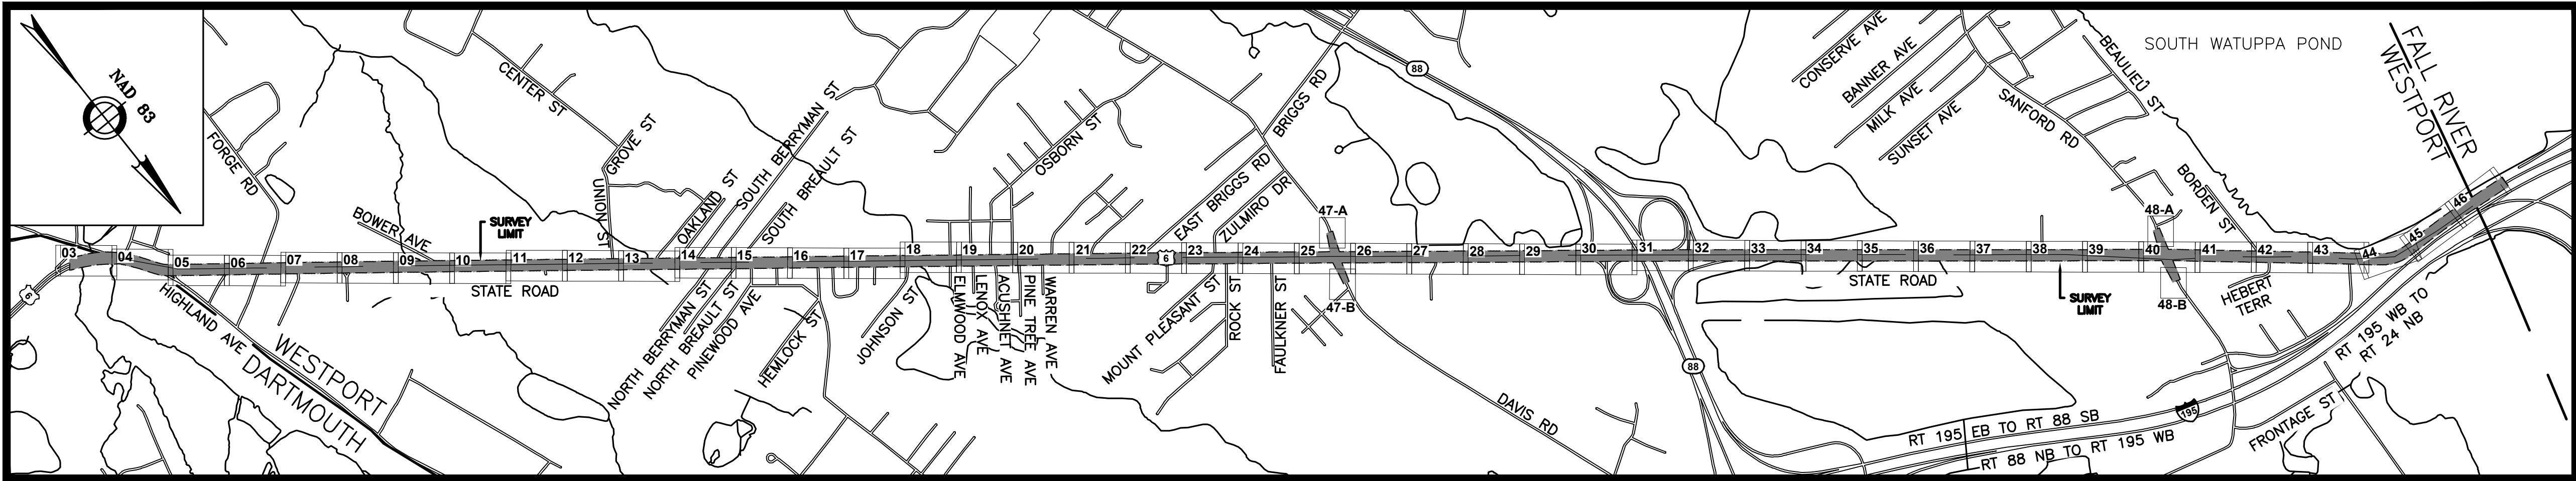 NAD 83
FORGE RD
BOWER AVE
SURVEY
LIMIT
CENTER ST
GROVE ST
UNION ST
OAKLAND ST
SOUTH BERRYMAN ST
SOUTH BREAULT ST
OSBORN ST
BRIGGS RD
EAST BRIGGS RD
ZULMIRO DR
88
CONSERVE AVE
BANNER AVE
MILK AVE
SUNSET AVE
SANFORD RD
BEAULIEU ST
SOUTH WATUPPA POND
FALL RIVER
WESTPORT
BORDEN ST
47-A
48-A
03
04
05
06
07
08
09
10
11
12
13
14
15
16
17
18
19
20
21
22
6
23
24
25
26
27
28
29
30
31
32
33
34
35
36
37
38
39
40
41
42
43
44
45
46
47-B
48-B
6
HIGHLAND AVE
WESTPORT
DARTMOUTH
STATE ROAD
NORTH BERRYMAN ST
NORTH BREAULT ST
PINEWOOD AVE
HEMLOCK ST
JOHNSON ST
ELMWOOD AVE
LENOX AVE
ACUSHNET AVE
PINE TREE AVE
WARREN AVE
MOUNT PLEASANT ST
ROCK ST
FAULKNER ST
DAVIS RD
88
STATE ROAD
SURVEY
LIMIT
HEBERT
TERR
RT 195 WB TO
RT 24 NB
195
RT 195 EB TO RT 88 SB
RT 88 NB TO RT 195 WB
FRONTAGE ST